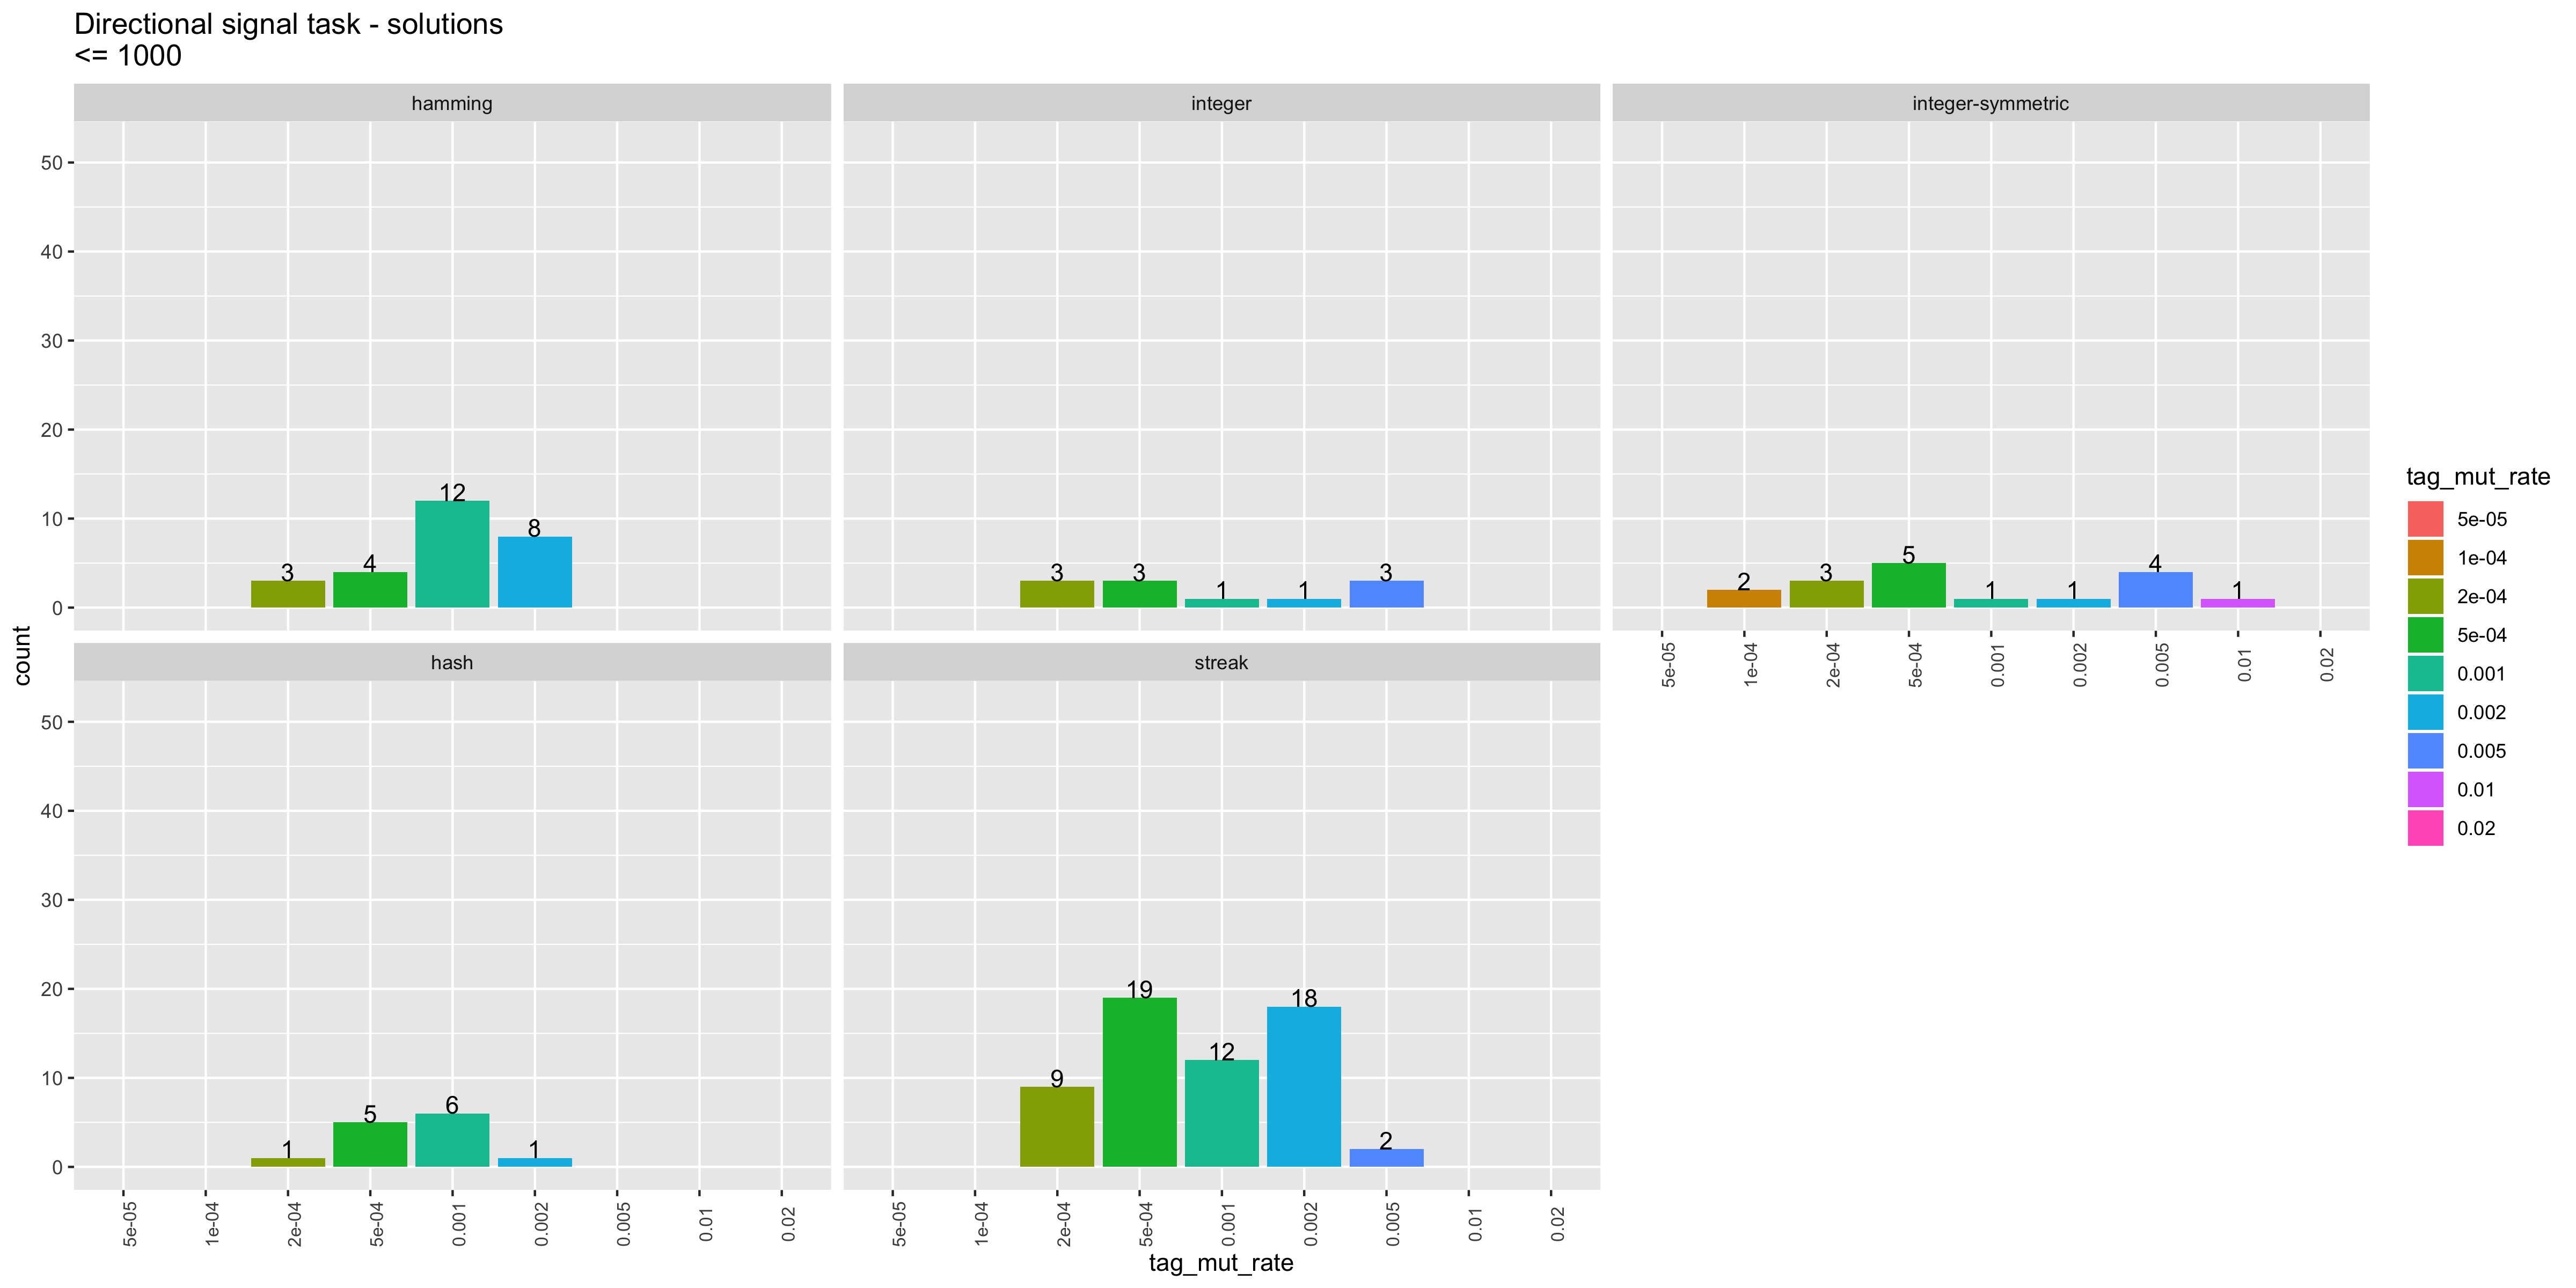 Directional signal task - solutions
<= 1000
hamming
integer
integer-symmetric
50
40
30
20
10
0
3
4
12
8
3
3
1
1
3
2
3
5
1
1
4
1
5e-05
1e-04
2e-04
5e-04
0.001
0.002
0.005
0.01
0.02
count
hash
streak
50
40
30
20
10
0
1
5
6
1
9
19
12
18
2
5e-05
1e-04
2e-04
5e-04
0.001
0.002
0.005
0.01
0.02
5e-05
1e-04
2e-04
5e-04
0.001
0.002
0.005
0.01
0.02
tag_mut_rate
tag_mut_rate
5e-05
1e-04
2e-04
5e-04
0.001
0.002
0.005
0.01
0.02